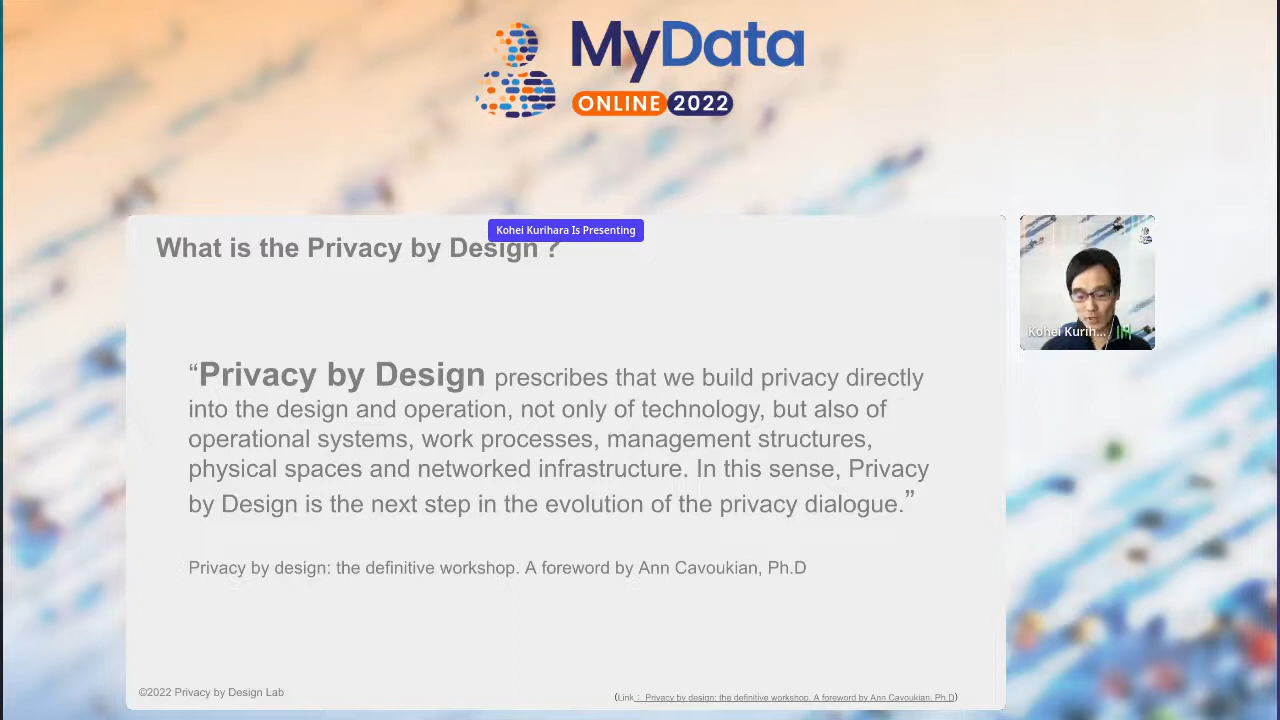 MyData
ONLINE 2022
Kohei Kurihara Is Presenting
What is the Privacy by Design ?
“Privacy by Design prescribes that we build privacy directly
into the design and operation, not only of technology, but also of
operational systems, work processes, management structures,
physical spaces and networked infrastructure. In this sense, Privacy
by Design is the next step in the evolution of the privacy dialogue.”
Privacy by design: the definitive workshop. A foreword by Ann Cavoukian, Ph.D
©2022 Privacy by Design Lab
(Link : Privacy by design: the definitive workshop. A foreword by Ann Cavoukian, Ph.D)
Kohei Kurih...